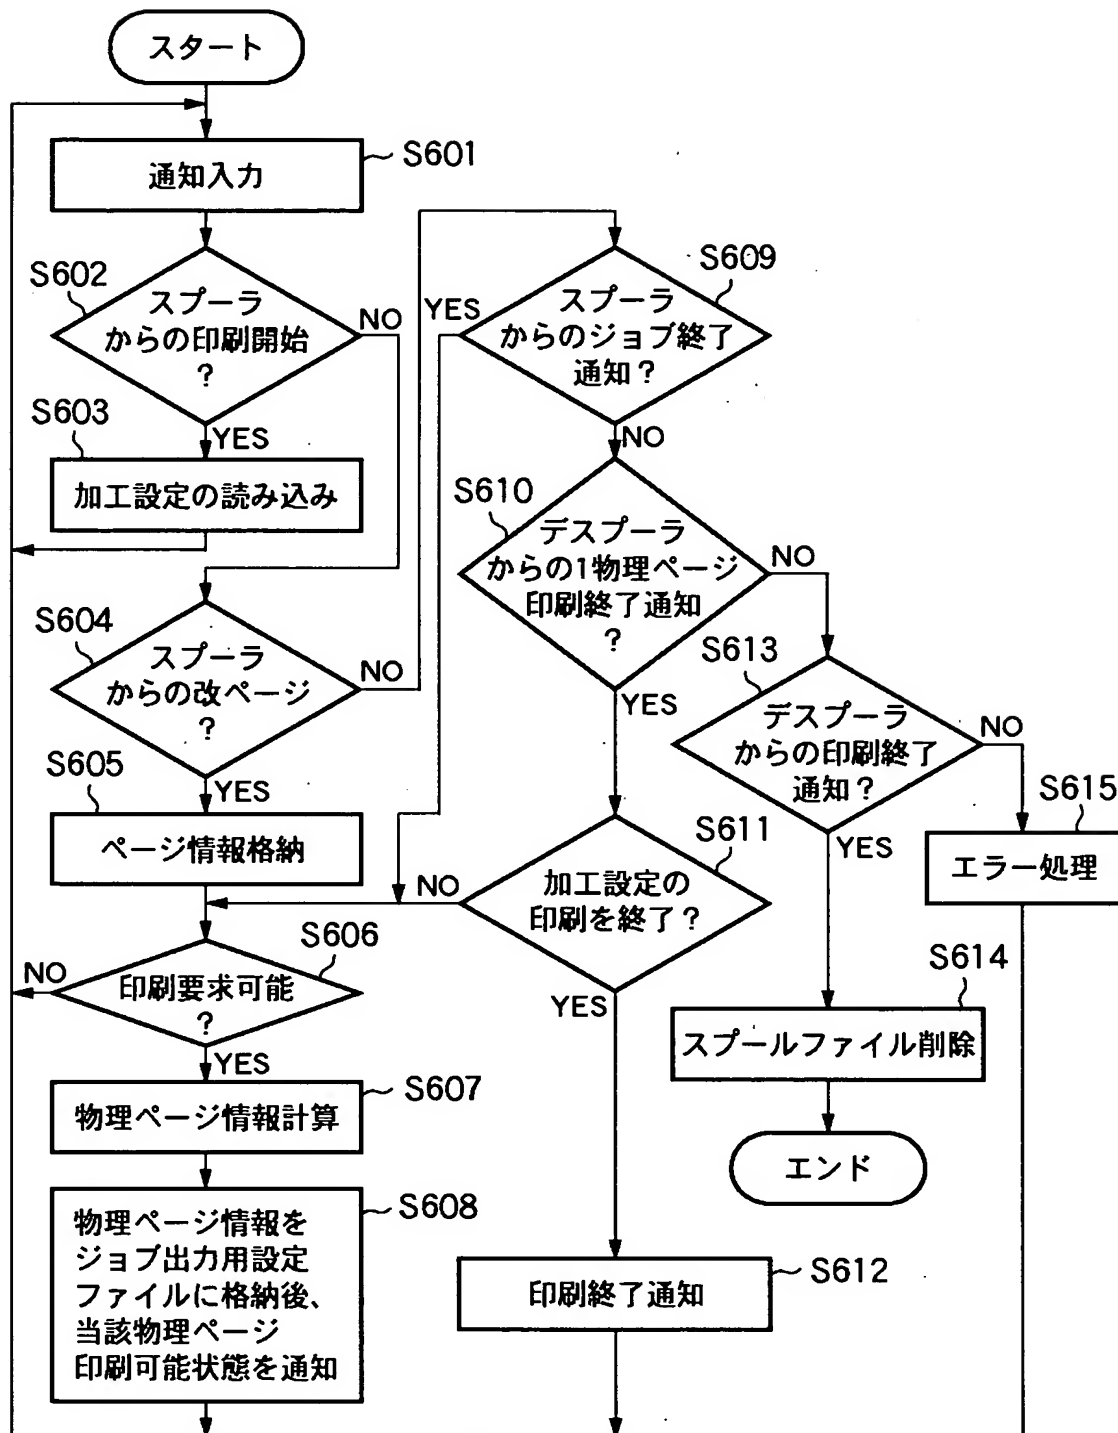 スタート
通知入力
S601
S602
スプーラ
からの印刷開始
?
NO
YES
S603
加工設定の読み込み
S604
スプーラ
からの改ページ
?
NO
YES
S605
ページ情報格納
S606
印刷要求可能
?
NO
YES
物理ページ情報計算
S607
物理ページ情報を
ジョブ出力用設定
ファイルに格納後、
当該物理ページ
印刷可能状態を通知
S608
S609
スプーラ
からのジョブ終了
通知?
YES
NO
S610
デスプーラ
からの1物理ページ
印刷終了通知
?
NO
YES
S611
加工設定の
印刷を終了?
NO
YES
印刷終了通知
S612
S613
デスプーラ
からの印刷終了
通知?
NO
YES
S614
スプールファイル削除
エンド
S615
エラー処理